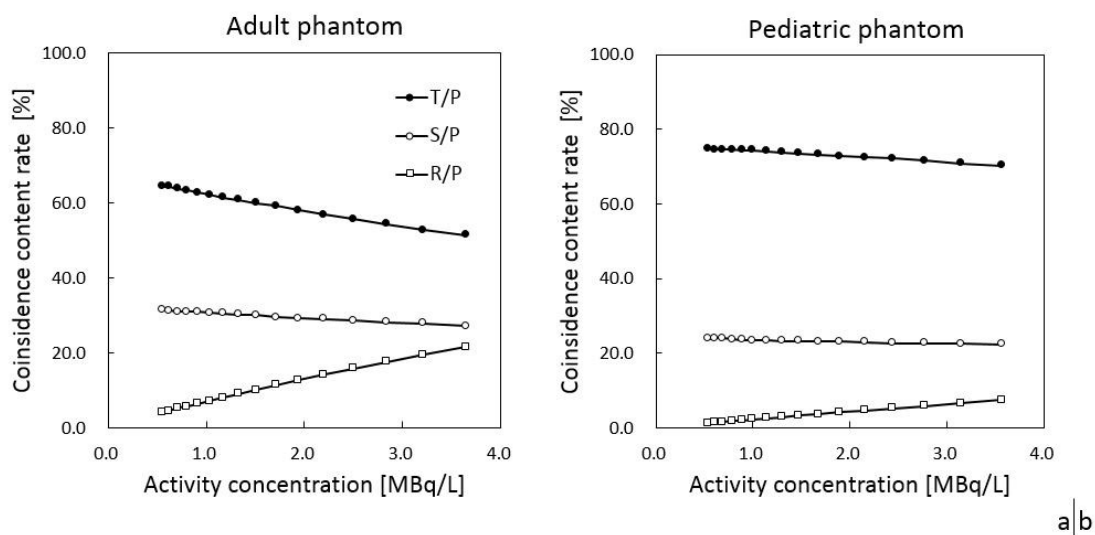 Adult phantom
Coinsidence content rate [%]
100.0
80.0
60.0
40.0
20.0
0.0
T/P
S/P
R/P
0.0 1.0 2.0 3.0 4.0
Activity concentration [MBq/L]
Pediatric phantom
Coinsidence content rate [%]
100.0
80.0
60.0
40.0
20.0
0.0
0.0 1.0 2.0 3.0 4.0
Activity concentration [MBq/L]
a|b